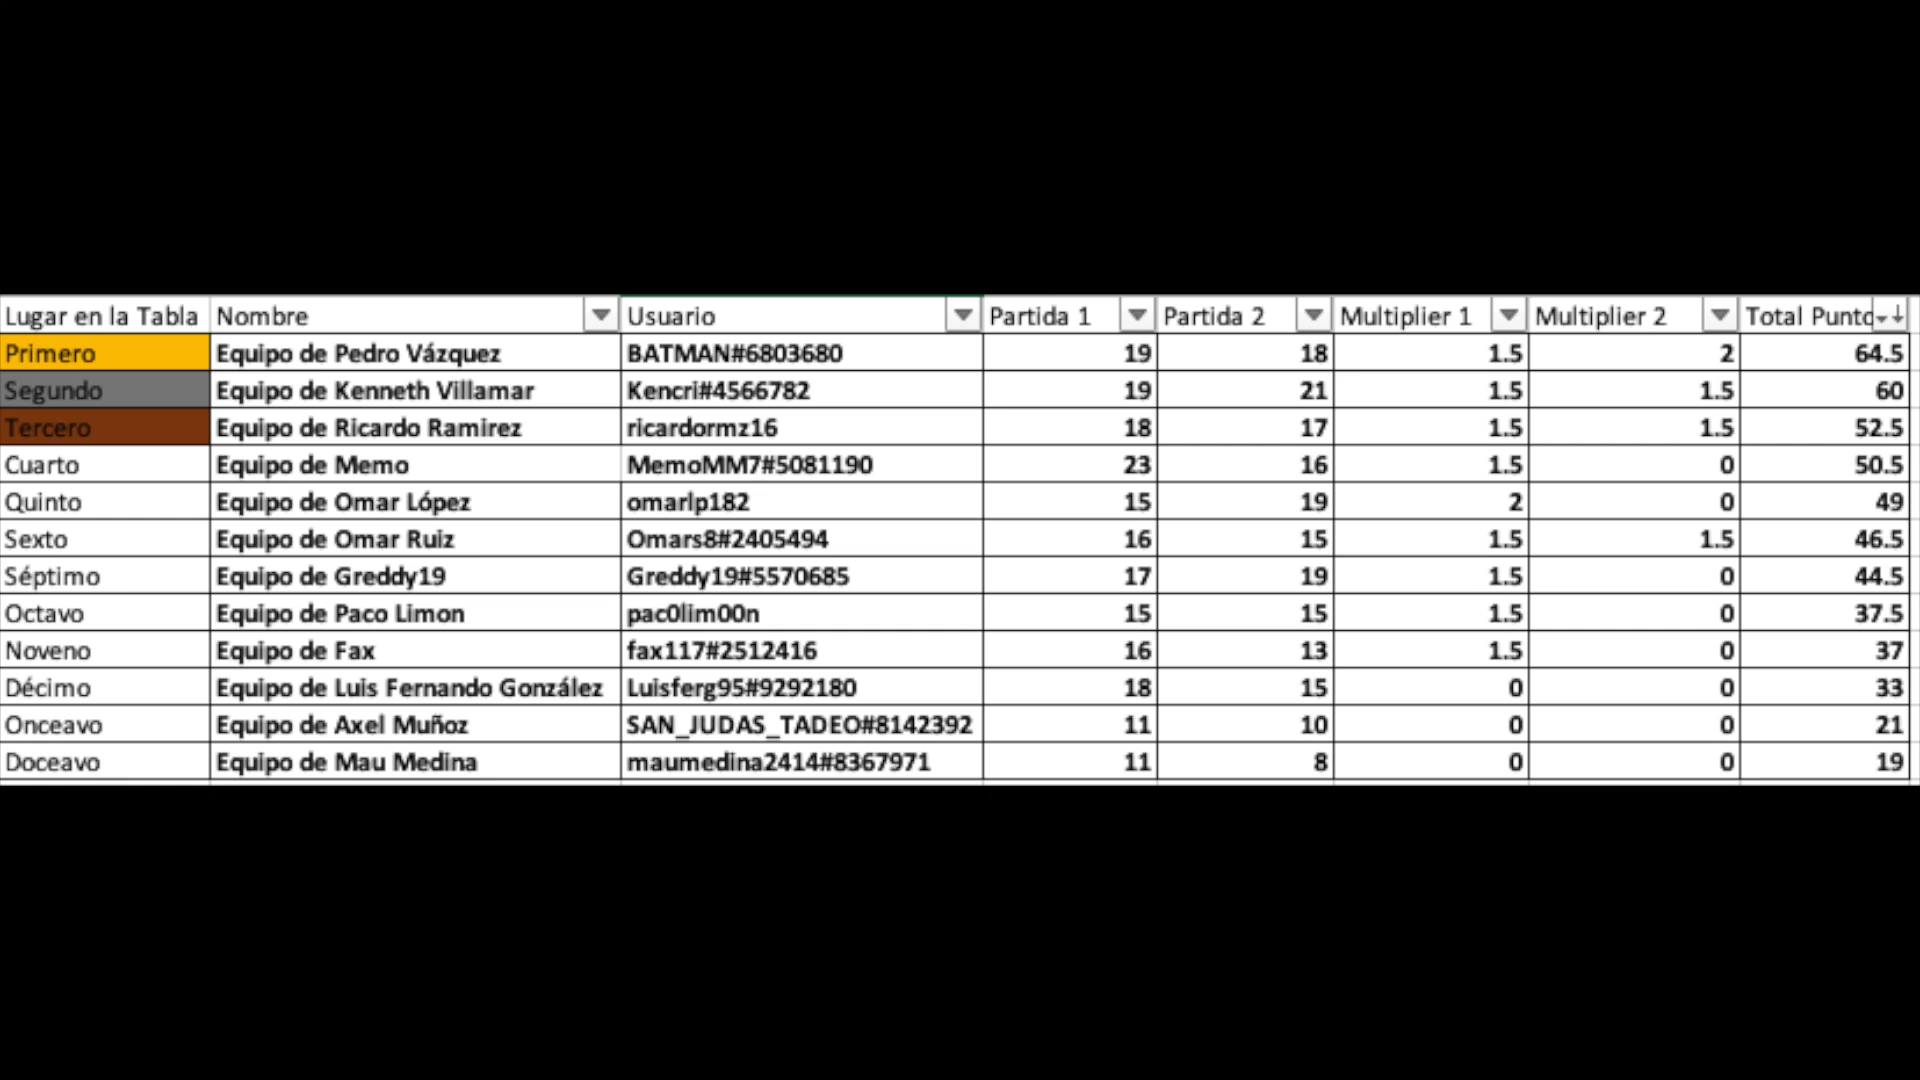 Lugar en la Tabla Nombre Usuario Partida 1 Partida 2 Multiplier 1 Multiplier 2 Total Punto
Primero Equipo de Pedro Vázquez BATMAN#6803680 19 18 1.5 2 64.5
Segundo Equipo de Kenneth Villamar Kencri#4566782 19 21 1.5 1.5 60
Tercero Equipo de Ricardo Ramirez ricardormz16 18 17 1.5 1.5 52.5
Cuarto Equipo de Memo MemoMM7#5081190 23 16 1.5 0 50.5
Quinto Equipo de Omar López omarlp182 15 19 2 0 49
Sexto Equipo de Omar Ruiz Omars8#2405494 16 15 1.5 1.5 46.5
Séptimo Equipo de Greddy19 Greddy19#5570685 17 19 1.5 0 44.5
Octavo Equipo de Paco Limon pac0lim00n 15 15 1.5 0 37.5
Noveno Equipo de Fax fax117#2512416 16 13 1.5 0 37
Décimo Equipo de Luis Fernando González Luisferg95#9292180 18 15 0 0 33
Onceavo Equipo de Axel Muñoz SAN_JUDAS_TADEO#8142392 11 10 0 0 21
Doceavo Equipo de Mau Medina maumedina2414#8367971 11 8 0 0 19